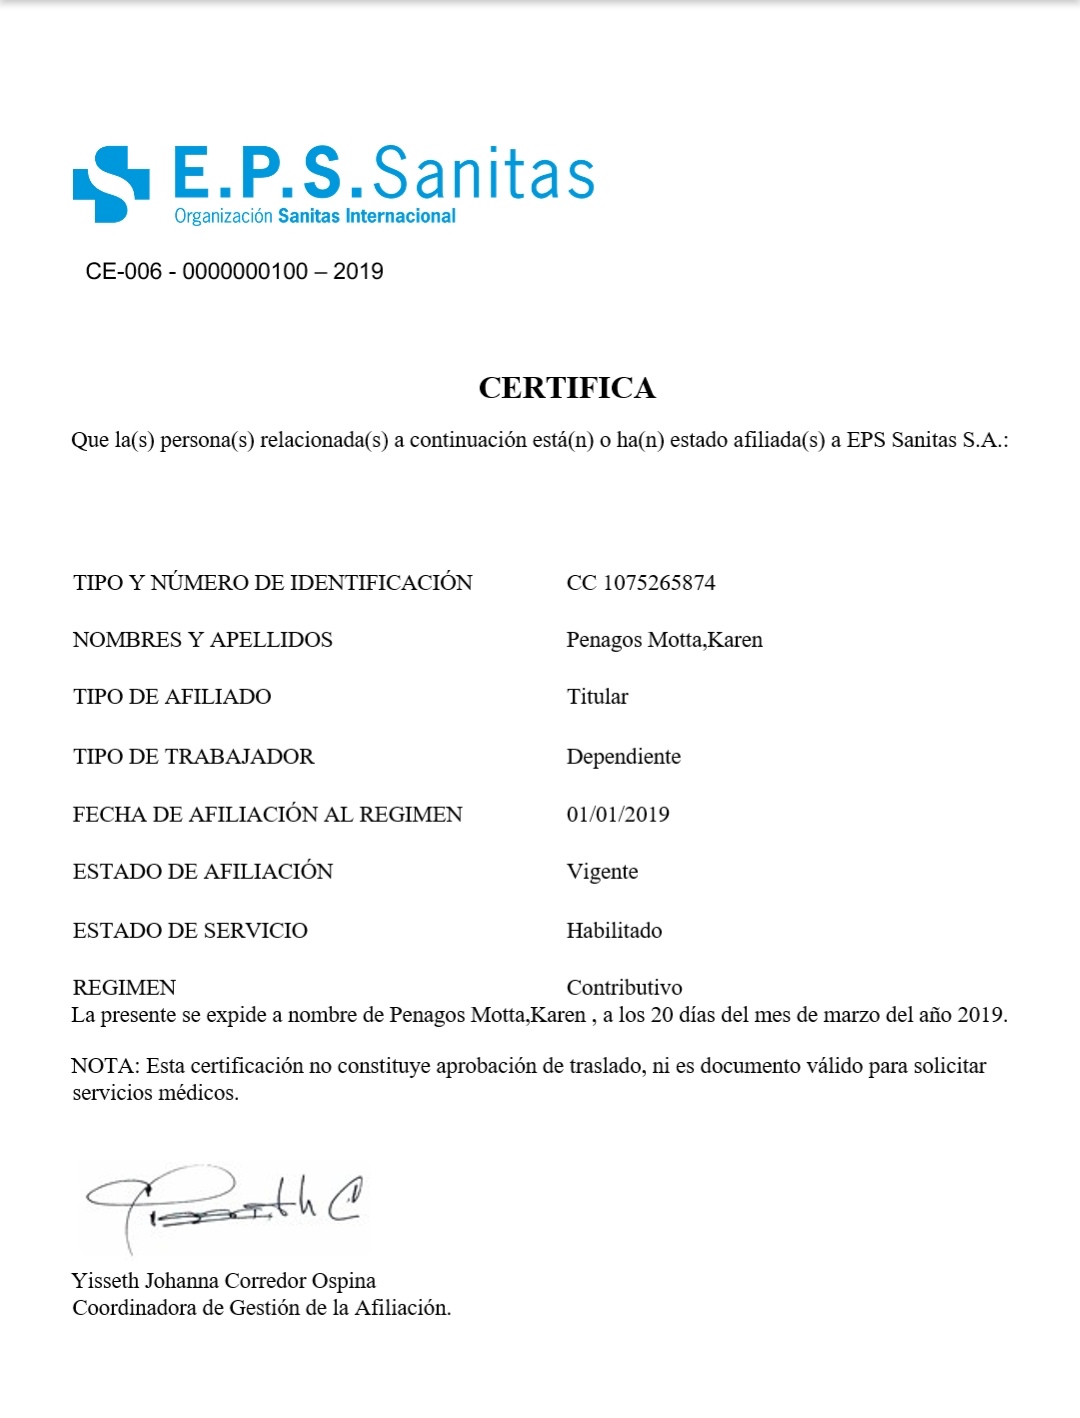 E.P.S.Sanitas
Organización Sanitas Internacional
CE-006 - 0000000100 – 2019
CERTIFICA
Que la(s) persona(s) relacionada(s) a continuación está(n) o ha(n) estado afiliada(s) a EPS Sanitas S.A.:
TIPO Y NÚMERO DE IDENTIFICACIÓN CC 1075265874
NOMBRES Y APELLIDOS Penagos Motta,Karen
TIPO DE AFILIADO Titular
TIPO DE TRABAJADOR Dependiente
FECHA DE AFILIACIÓN AL REGIMEN 01/01/2019
ESTADO DE AFILIACIÓN Vigente
ESTADO DE SERVICIO Habilitado
REGIMEN Contributivo
La presente se expide a nombre de Penagos Motta,Karen , a los 20 días del mes de marzo del año 2019.
NOTA: Esta certificación no constituye aprobación de traslado, ni es documento válido para solicitar
servicios médicos.
Yisseth C
Yisseth Johanna Corredor Ospina
Coordinadora de Gestión de la Afiliación.